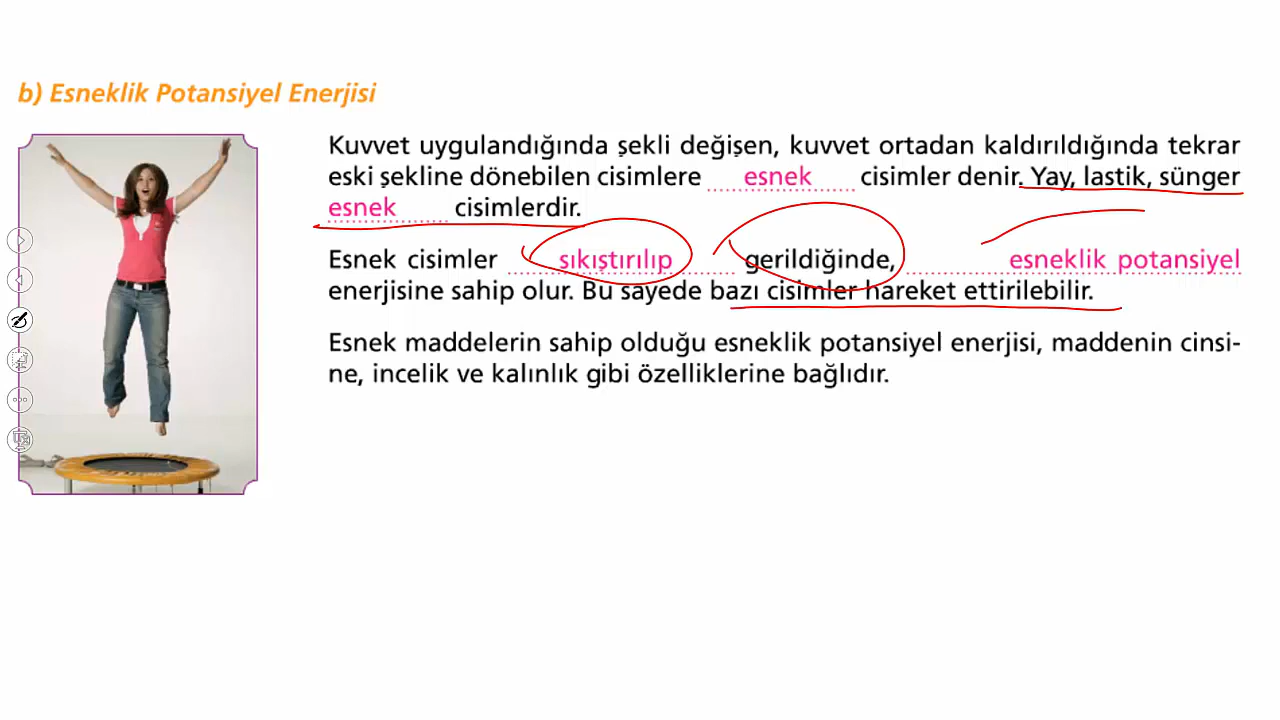 b) Esneklik Potansiyel Enerjisi
Kuvvet uygulandığında şekli değişen, kuvvet ortadan kaldırıldığında tekrar
eski şekline dönebilen cisimlere esnek cisimler denir. Yay, lastik, sünger
esnek cisimlerdir.
Esnek cisimler sıkıştırılıp gerildiğinde, esneklik potansiyel
enerjisine sahip olur. Bu sayede bazı cisimler hareket ettirilebilir.
Esnek maddelerin sahip olduğu esneklik potansiyel enerjisi, maddenin cinsi-
ne, incelik ve kalınlık gibi özelliklerine bağlıdır.